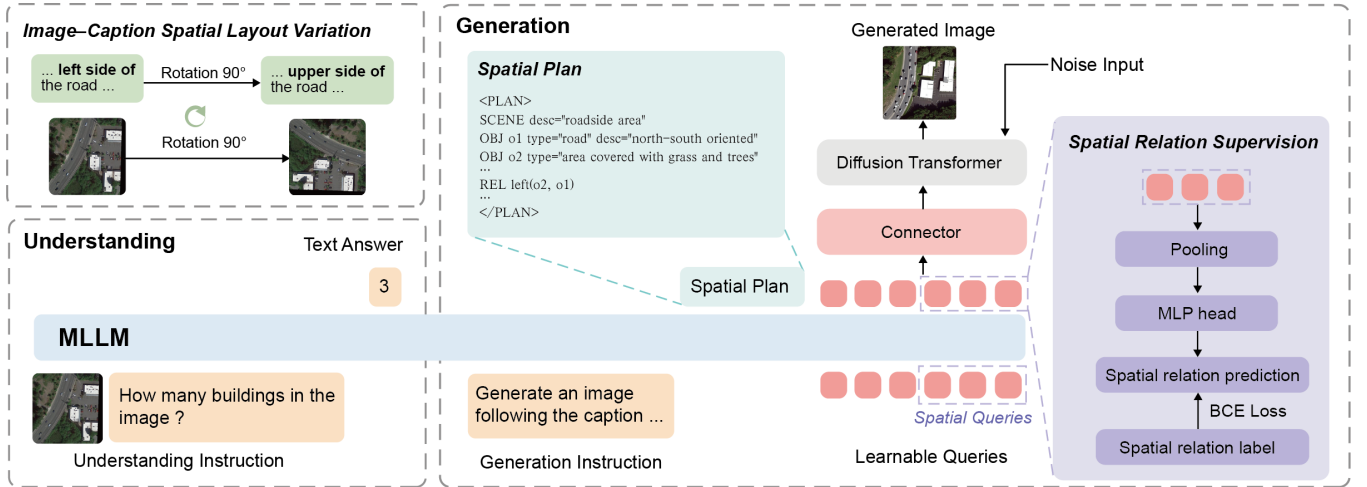 Image–Caption Spatial Layout Variation
... left side of
the road ...
Rotation 90°
... upper side of
the road ...
Rotation 90°
Understanding
Text Answer
3
MLLM
How many buildings in the
image ?
Understanding Instruction
Generation
Spatial Plan
<PLAN>
SCENE desc="roadside area"
OBJ o1 type="road" desc="north-south oriented"
OBJ o2 type="area covered with grass and trees"
...
REL left(o2, o1)
...
</PLAN>
Spatial Plan
Generate an image
following the caption ...
Generation Instruction
Generated Image
Noise Input
Diffusion Transformer
Connector
Spatial Queries
Learnable Queries
Spatial Relation Supervision
Pooling
MLP head
Spatial relation prediction
BCE Loss
Spatial relation label